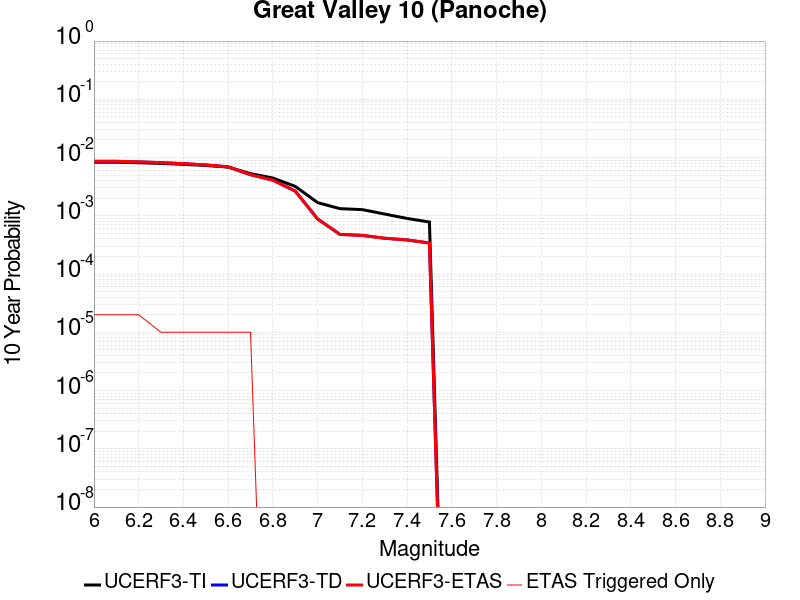 Great Valley 10 (Panoche)
10 Year Probability
10^0
10^-1
10^-2
10^-3
10^-4
10^-5
10^-6
10^-7
10^-8
6 6.2 6.4 6.6 6.8 7 7.2 7.4 7.6 7.8 8 8.2 8.4 8.6 8.8 9
Magnitude
UCERF3-TI UCERF3-TD UCERF3-ETAS ETAS Triggered Only